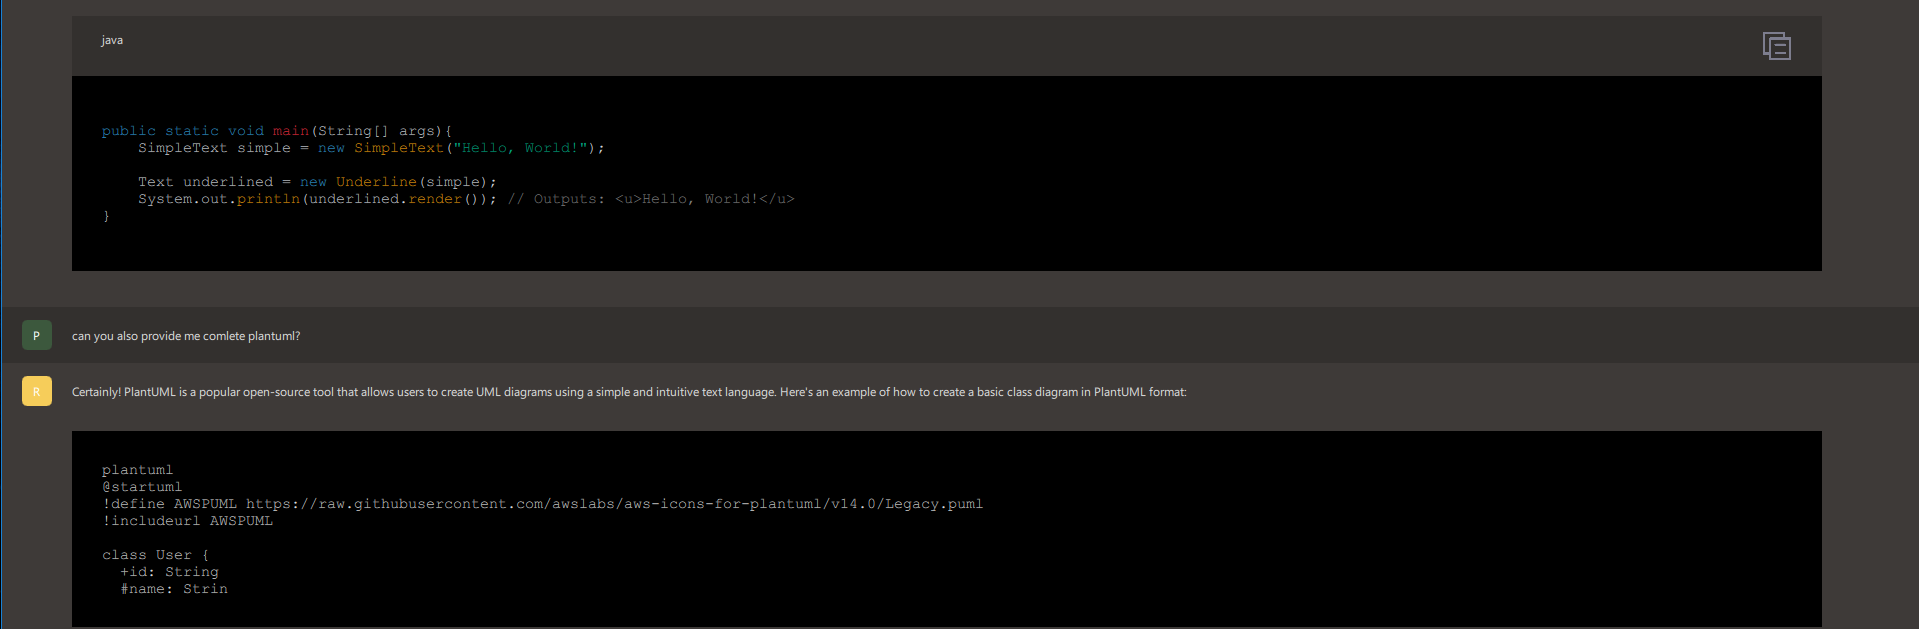 java
public static void main(String[] args){
    SimpleText simple = new SimpleText("Hello, World!");
    Text underlined = new Underline(simple);
    System.out.println(underlined.render()); // Outputs: <u>Hello, World!</u>
}
P
can you also provide me comlete plantuml?
R
Certainly! PlantUML is a popular open-source tool that allows users to create UML diagrams using a simple and intuitive text language. Here's an example of how to create a basic class diagram in PlantUML format:
plantuml
@startuml
!define AWSPUML https://raw.githubusercontent.com/awslabs/aws-icons-for-plantuml/v14.0/Legacy.puml
!includeurl AWSPUML
class User {
  +id: String
  #name: Strin